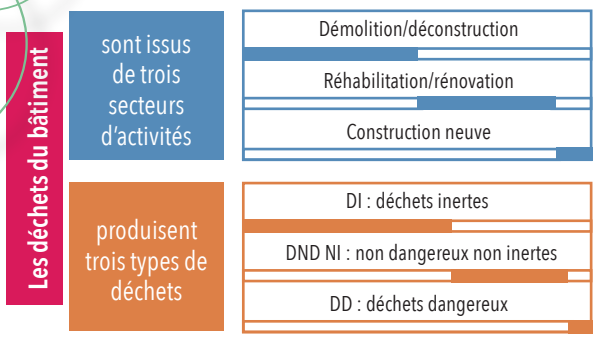 Les déchets du bâtiment
sont issus
de trois
secteurs
d'activités
Démolition/déconstruction
Réhabilitation/rénovation
Construction neuve
produisent
trois types de
déchets
DI : déchets inertes
DND NI : non dangereux non inertes
DD : déchets dangereux